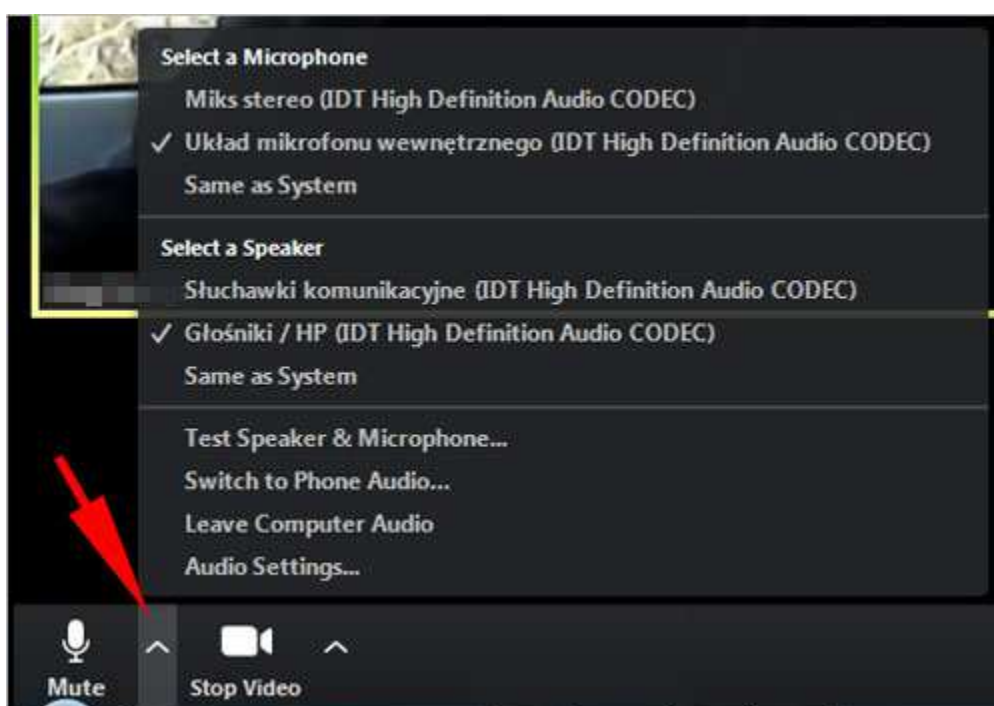 Select a Microphone
Miks stereo (IDT High Definition Audio CODEC)
✓ Układ mikrofonu wewnętrznego (IDT High Definition Audio CODEC)
Same as System
Select a Speaker
Słuchawki komunikacyjne (IDT High Definition Audio CODEC)
✓ Głośniki / HP (IDT High Definition Audio CODEC)
Same as System
Test Speaker & Microphone...
Switch to Phone Audio...
Leave Computer Audio
Audio Settings...
Mute
Stop Video